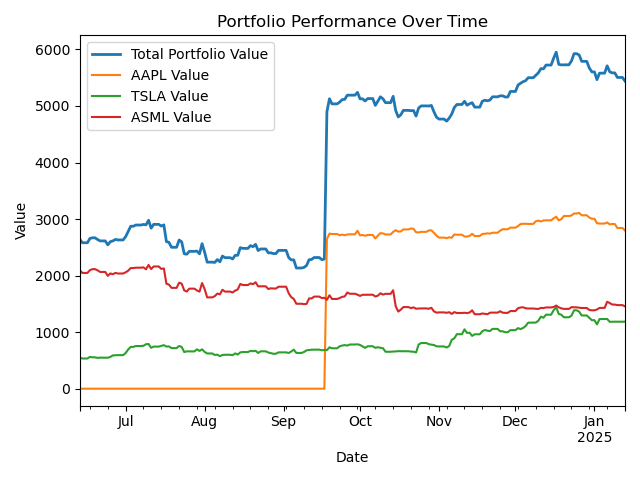 Portfolio Performance Over Time
Total Portfolio Value
AAPL Value
TSLA Value
ASML Value
6000
5000
4000
3000
2000
1000
0
Value
Jul
Aug
Sep
Oct
Nov
Dec
Jan
2025
Date